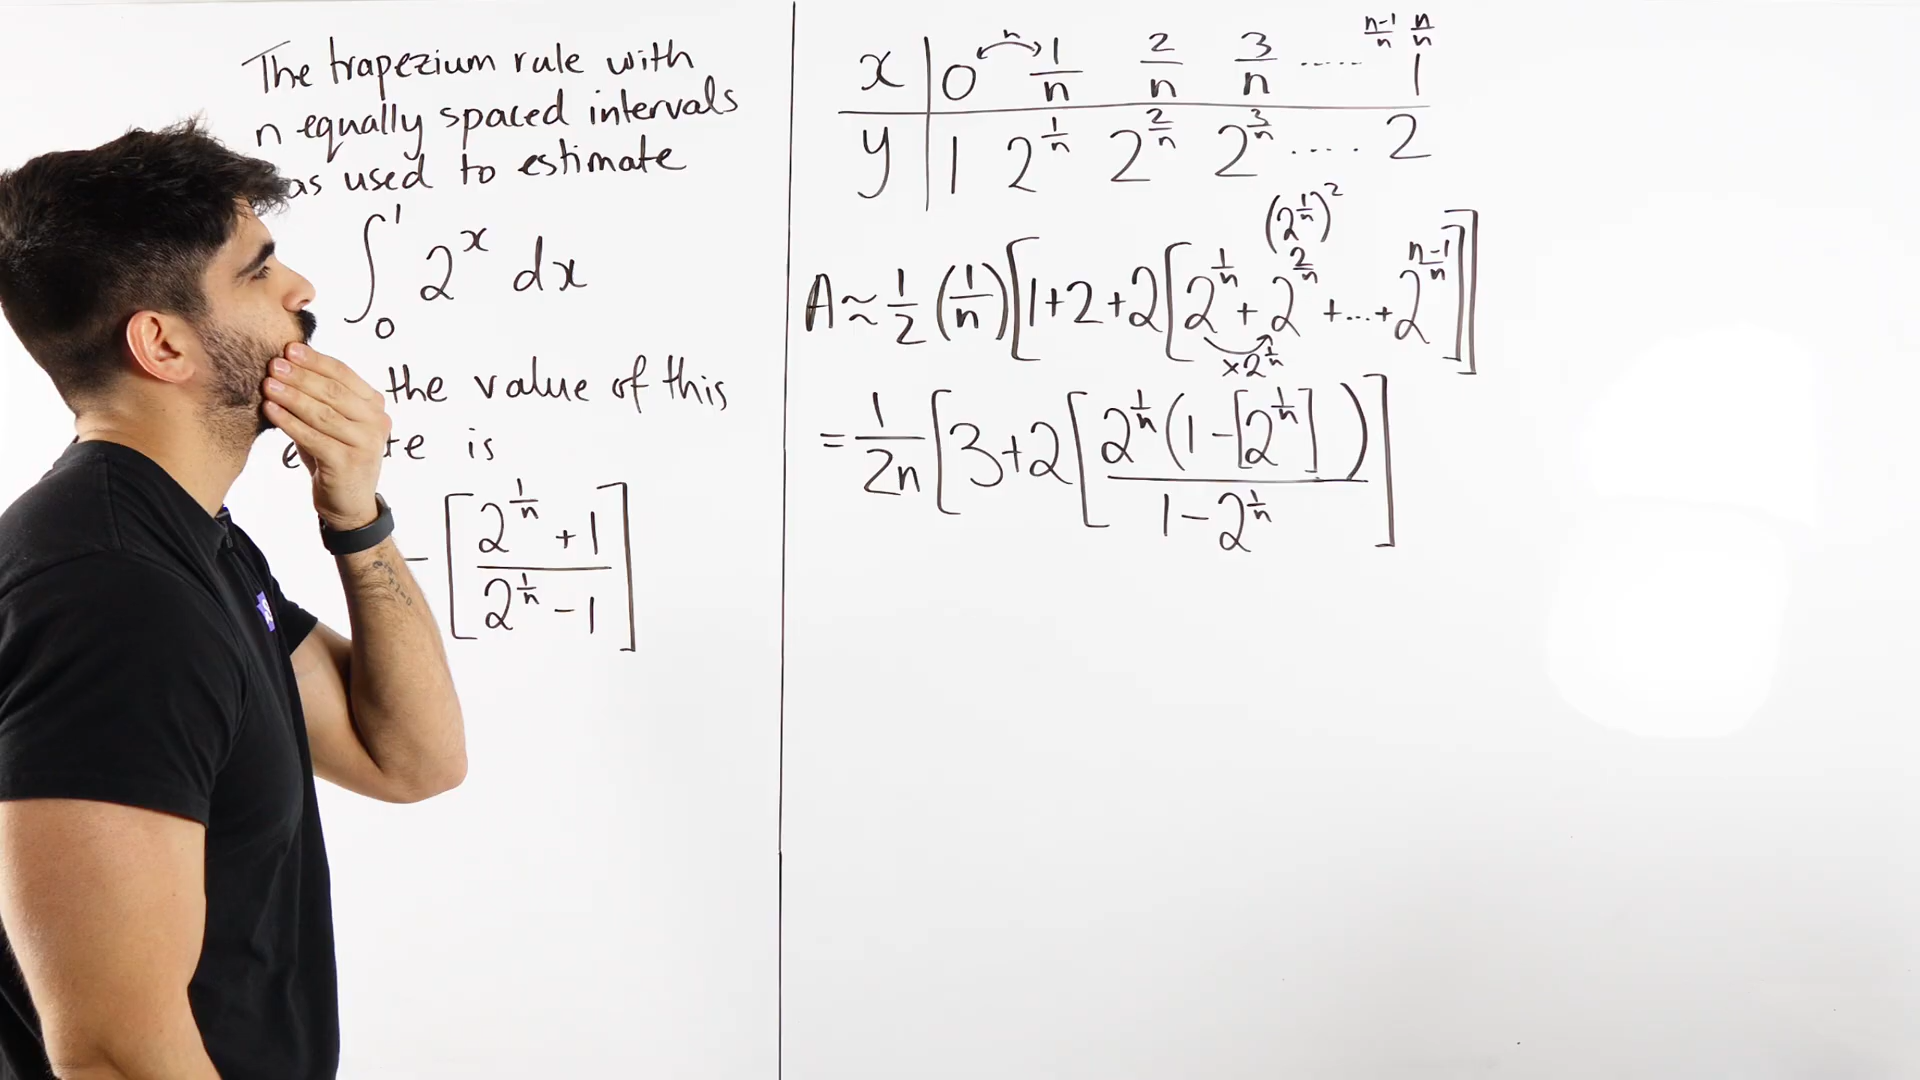 The trapezium rule with
n equally spaced intervals
as used to estimate
∫₀¹ 2^x dx
the value of this
te is
[(2^(1/n) + 1)/(2^(1/n) - 1)]
x | 0 1/n 2/n 3/n ..... (n-1)/n n/n 1
y | 1 2^(1/n) 2^(2/n) 2^(3/n) .... 2
(2^(1/n))^2
A ≈ 1/2 (1/n) [1+2+2[2^(1/n) + 2^(2/n) +...+ 2^((n-1)/n)]]
×2^(1/n)
= 1/2n [3+2[2^(1/n) (1-[2^(1/n)] )/(1-2^(1/n))]